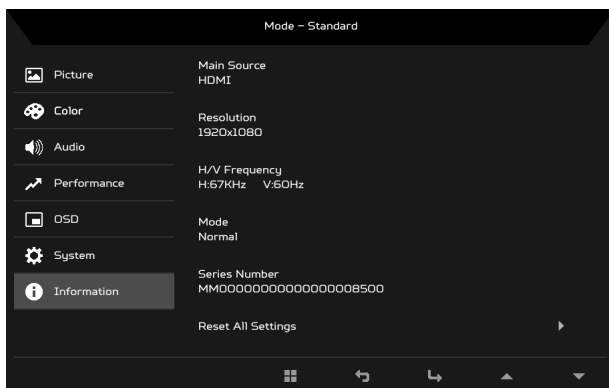 Mode – Standard
Picture
Color
Audio
Performance
OSD
System
Information
Main Source
HDMI
Resolution
1920x1080
H/V Frequency
H:67KHz V:60Hz
Mode
Normal
Series Number
MM00000000000000008500
Reset All Settings